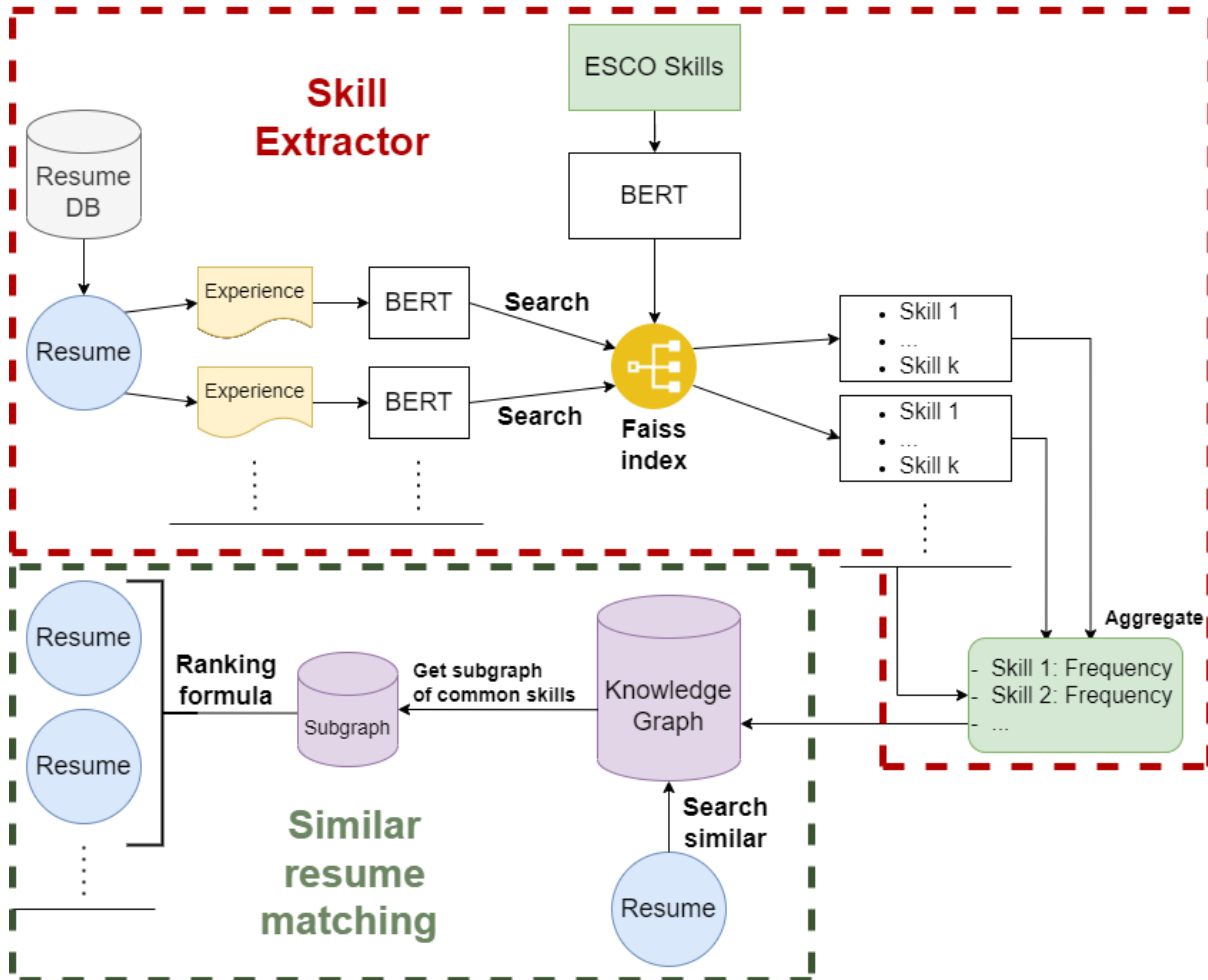 ESCO Skills
Skill
Extractor
Resume
DB
BERT
Experience
BERT
Search
Skill 1
...
Skill k
Resume
Experience
BERT
Search
Faiss
index
Skill 1
...
Skill k
Aggregate
- Skill 1: Frequency
- Skill 2: Frequency
- ...
Resume
Resume
Ranking
formula
Subgraph
Get subgraph
of common skills
Knowledge
Graph
Search
similar
Resume
Similar
resume
matching